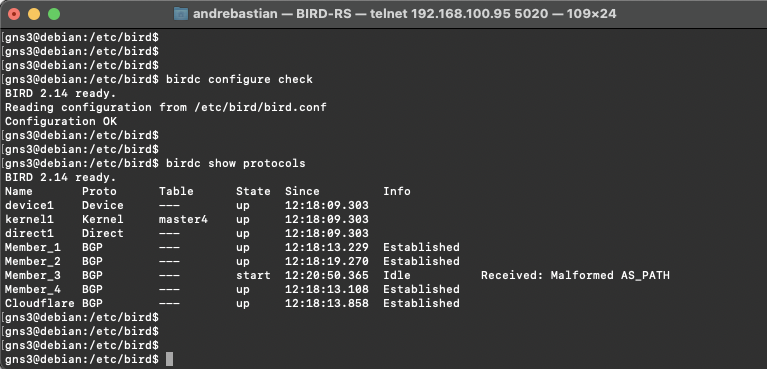 andrebastian — BIRD-RS — telnet 192.168.100.95 5020 — 109×24
[gns3@debian:/etc/bird$
[gns3@debian:/etc/bird$
[gns3@debian:/etc/bird$
[gns3@debian:/etc/bird$ birdc configure check
BIRD 2.14 ready.
Reading configuration from /etc/bird/bird.conf
Configuration OK
[gns3@debian:/etc/bird$
[gns3@debian:/etc/bird$
[gns3@debian:/etc/bird$ birdc show protocols
BIRD 2.14 ready.
Name       Proto      Table      State  Since         Info
device1    Device     ---        up     12:18:09.303
kernel1    Kernel     master4    up     12:18:09.303
direct1    Direct     ---        up     12:18:09.303
Member_1   BGP        ---        up     12:18:13.229  Established
Member_2   BGP        ---        up     12:18:19.270  Established
Member_3   BGP        ---        start  12:20:50.365  Idle          Received: Malformed AS_PATH
Member_4   BGP        ---        up     12:18:13.108  Established
Cloudflare BGP        ---        up     12:18:13.858  Established
[gns3@debian:/etc/bird$
[gns3@debian:/etc/bird$
[gns3@debian:/etc/bird$
gns3@debian:/etc/bird$